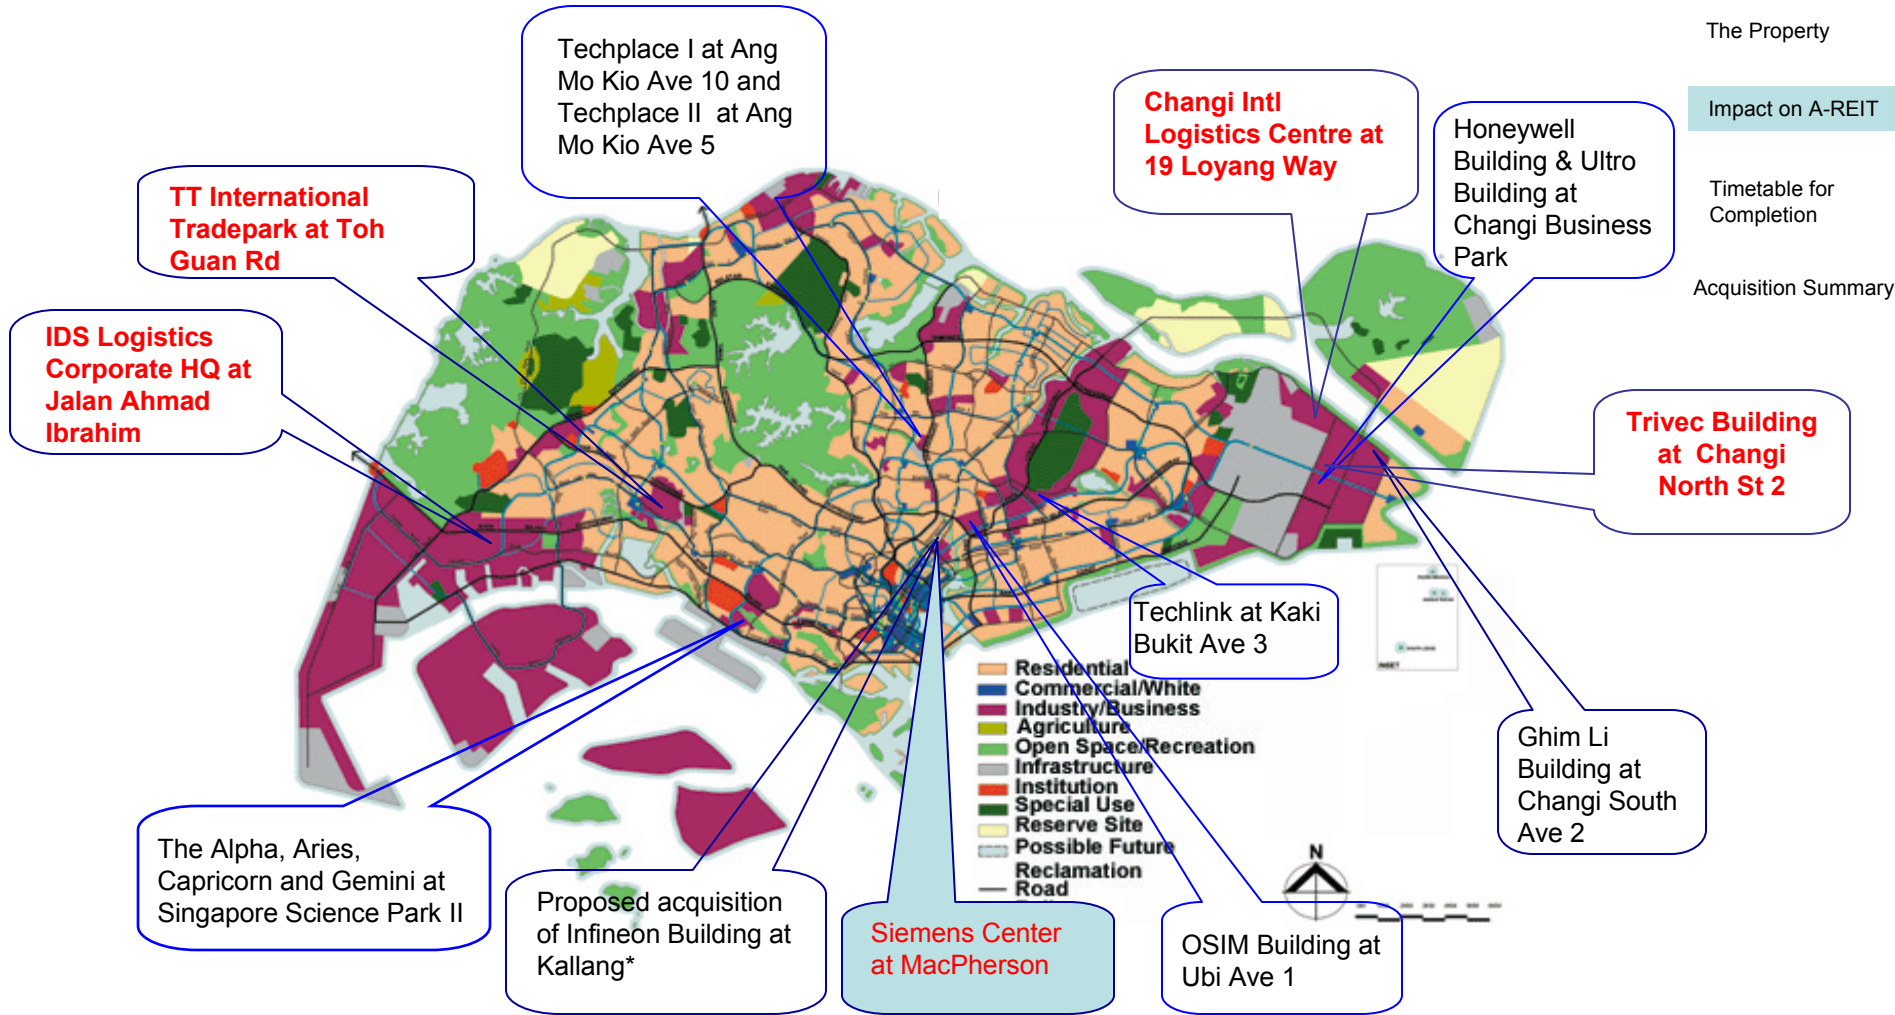 Techplace I at Ang
Mo Kio Ave 10 and
Techplace II at Ang
Mo Kio Ave 5
The Property
Impact on A-REIT
Timetable for
Completion
Acquisition Summary
Changi Intl
Logistics Centre at
19 Loyang Way
Honeywell
Building & Ultro
Building at
Changi Business
Park
TT International
Tradepark at Toh
Guan Rd
IDS Logistics
Corporate HQ at
Jalan Ahmad
Ibrahim
Trivec Building
at Changi
North St 2
Techlink at Kaki
Bukit Ave 3
INSET
Residential
Commercial/White
Industry/Business
Agriculture
Open Space/Recreation
Infrastructure
Institution
Special Use
Reserve Site
Possible Future
Reclamation
Road
Ghim Li
Building at
Changi South
Ave 2
N
The Alpha, Aries,
Capricorn and Gemini at
Singapore Science Park II
Proposed acquisition
of Infineon Building at
Kallang*
Siemens Center
at MacPherson
OSIM Building at
Ubi Ave 1